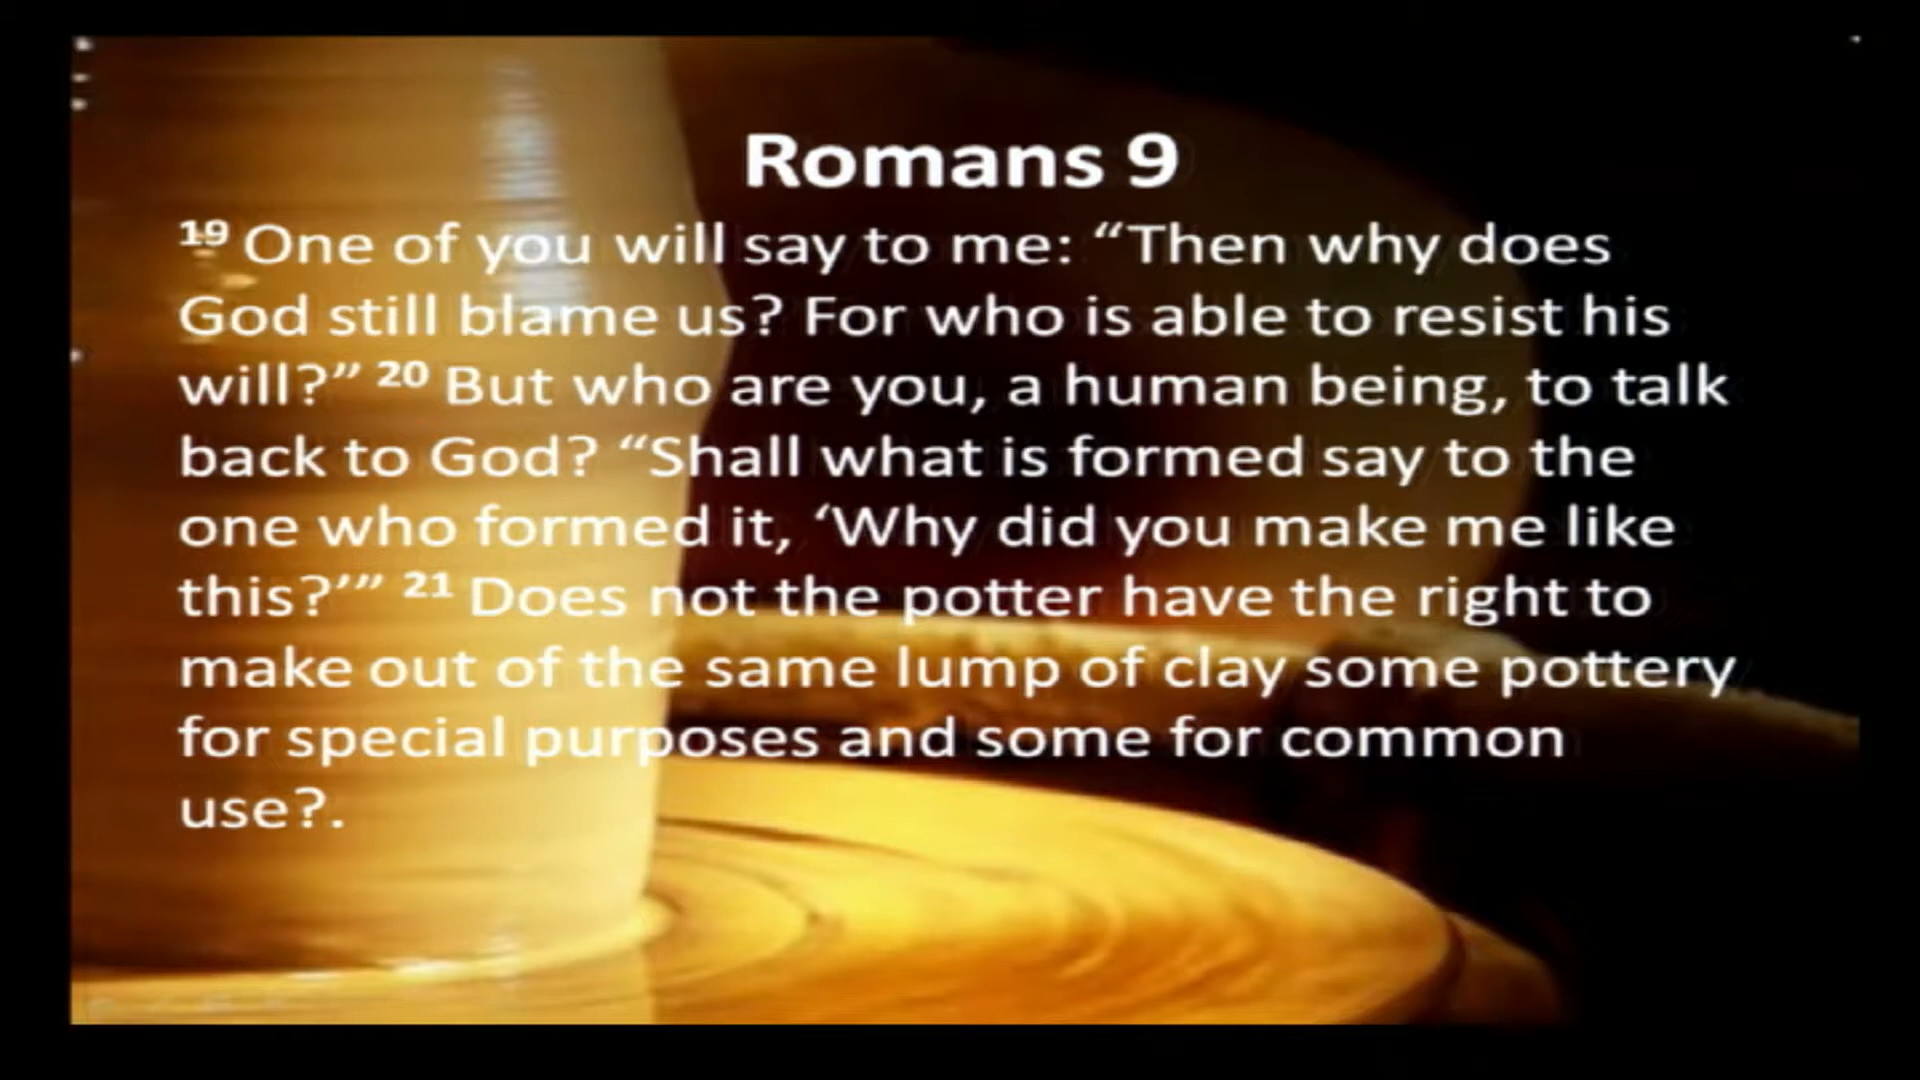 Romans 9
19 One of you will say to me: “Then why does
God still blame us? For who is able to resist his
will?” 20 But who are you, a human being, to talk
back to God? “Shall what is formed say to the
one who formed it, ‘Why did you make me like
this?’” 21 Does not the potter have the right to
make out of the same lump of clay some pottery
for special purposes and some for common
use?.